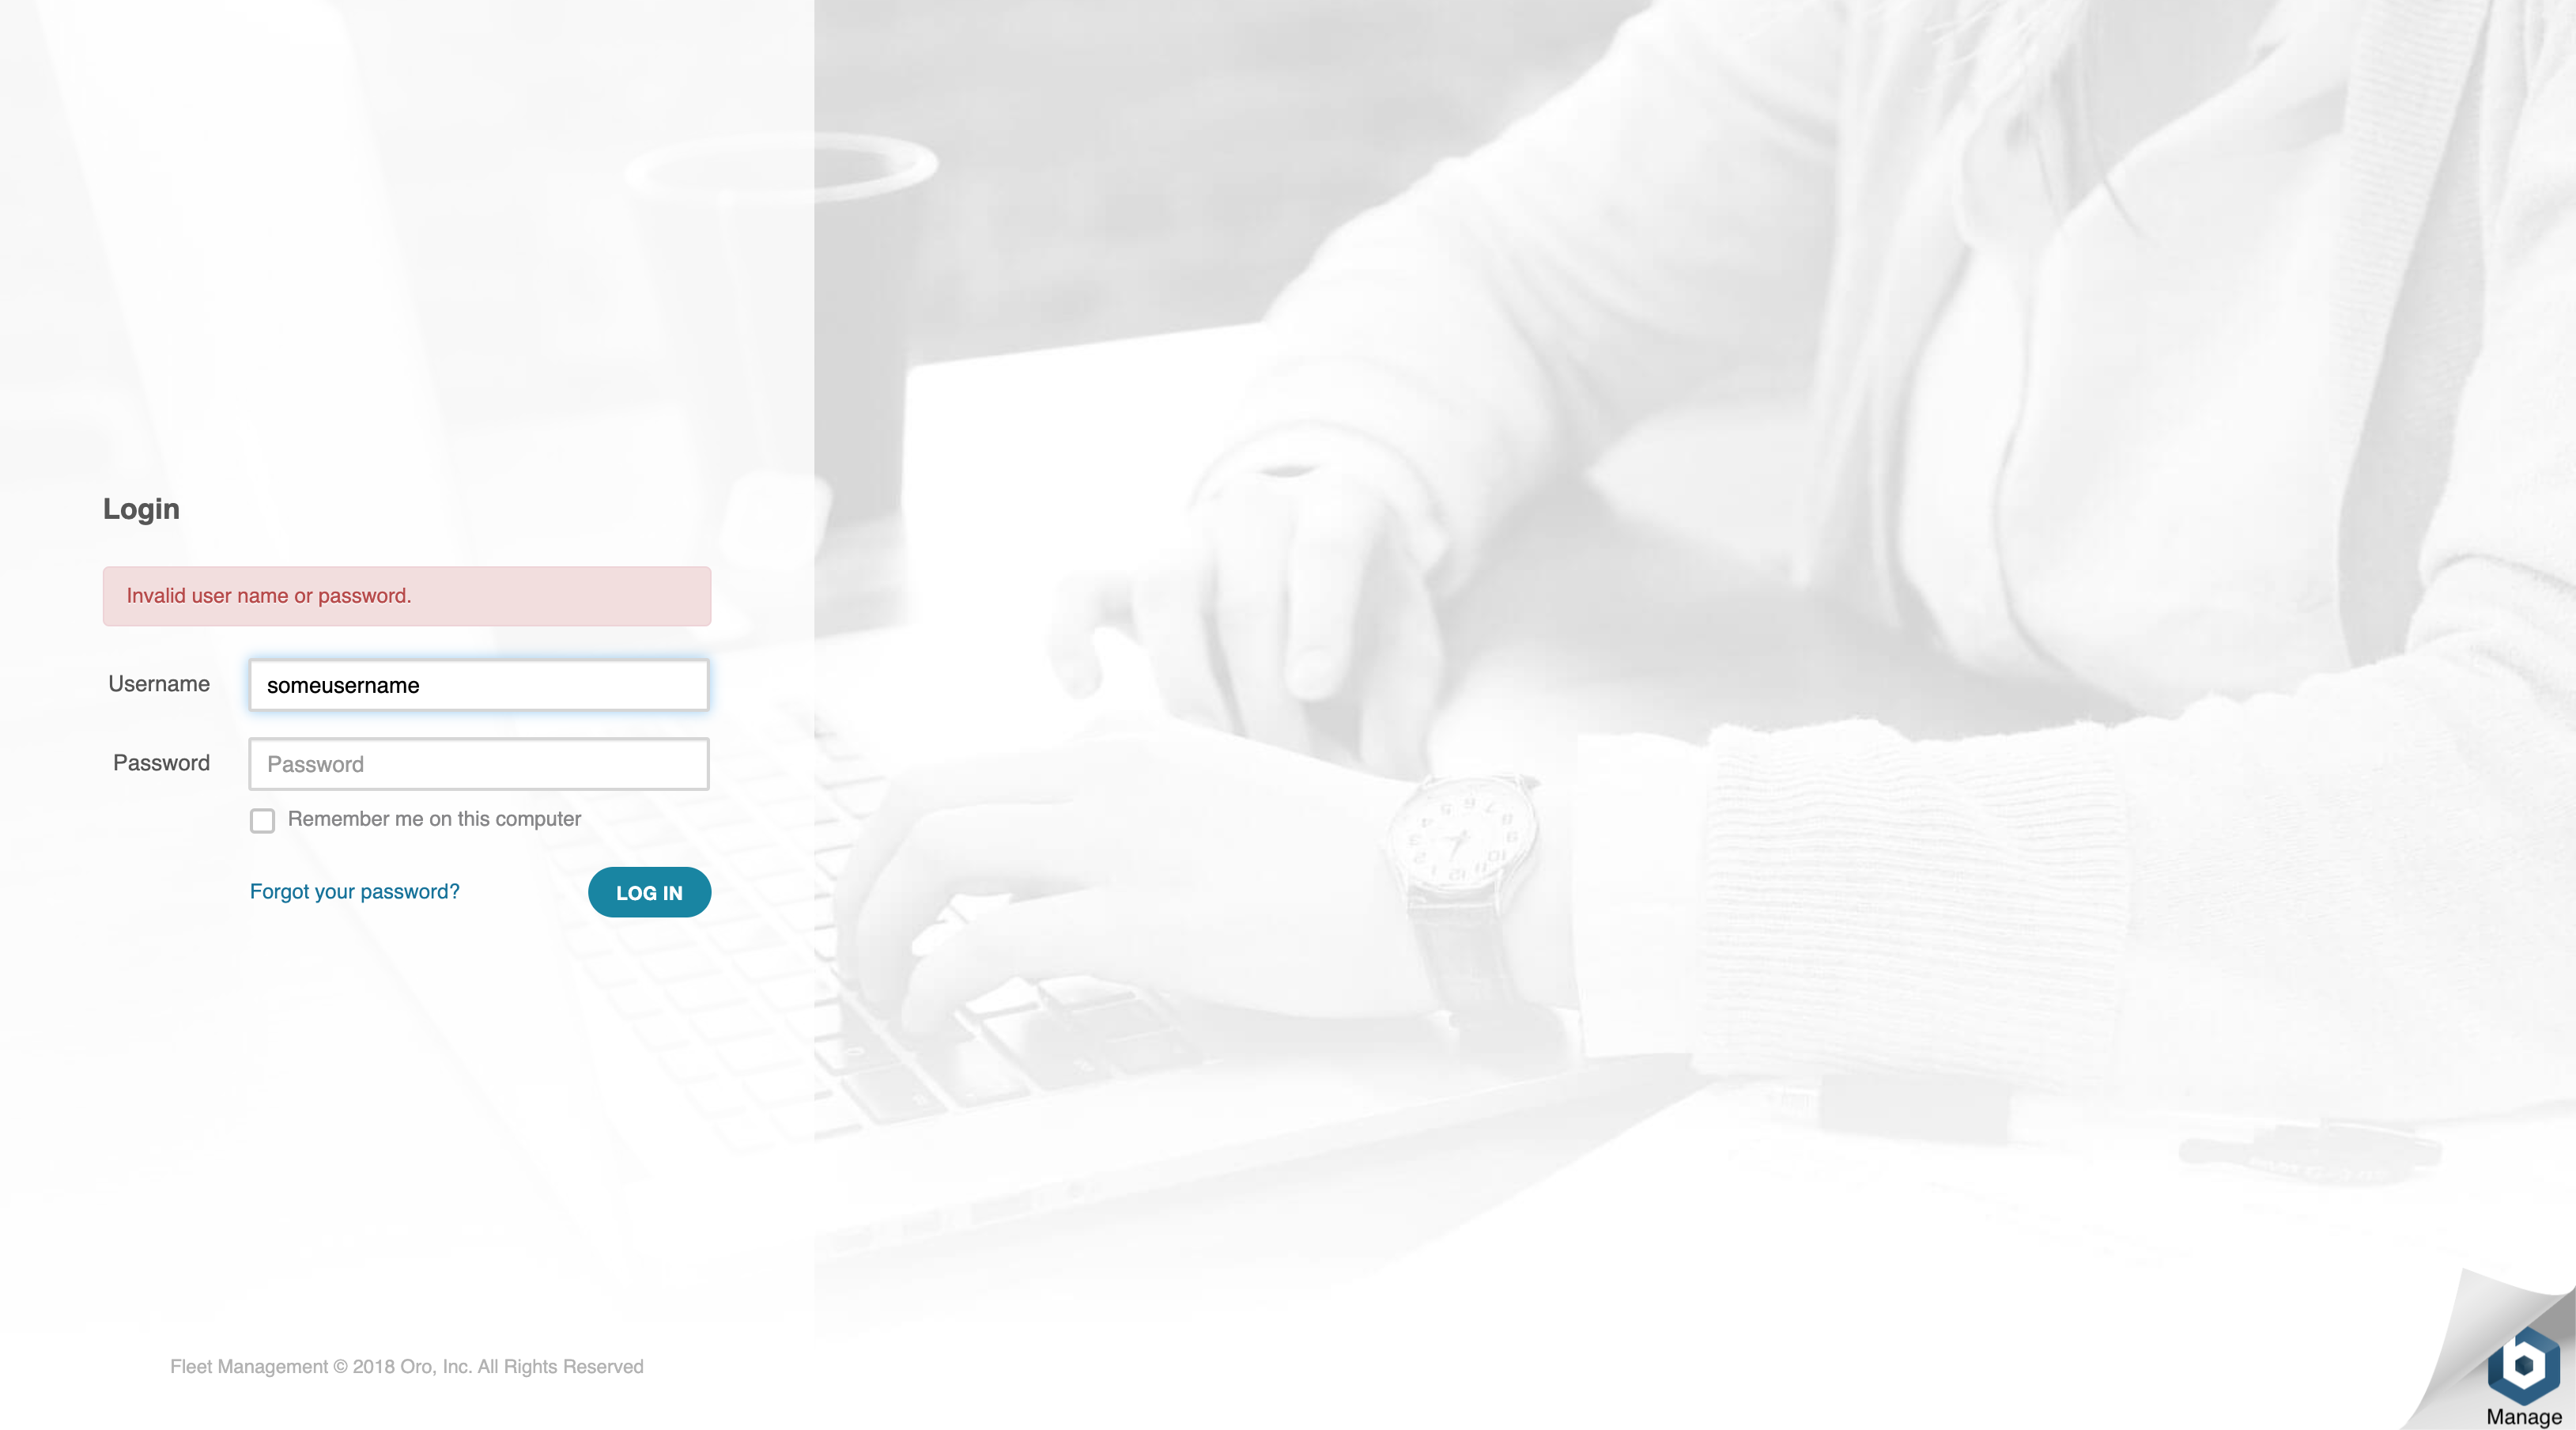 Login
Invalid user name or password.
Username
someusername
Password
Password
Remember me on this computer
Forgot your password?
LOG IN
Fleet Management © 2018 Oro, Inc. All Rights Reserved
Manage